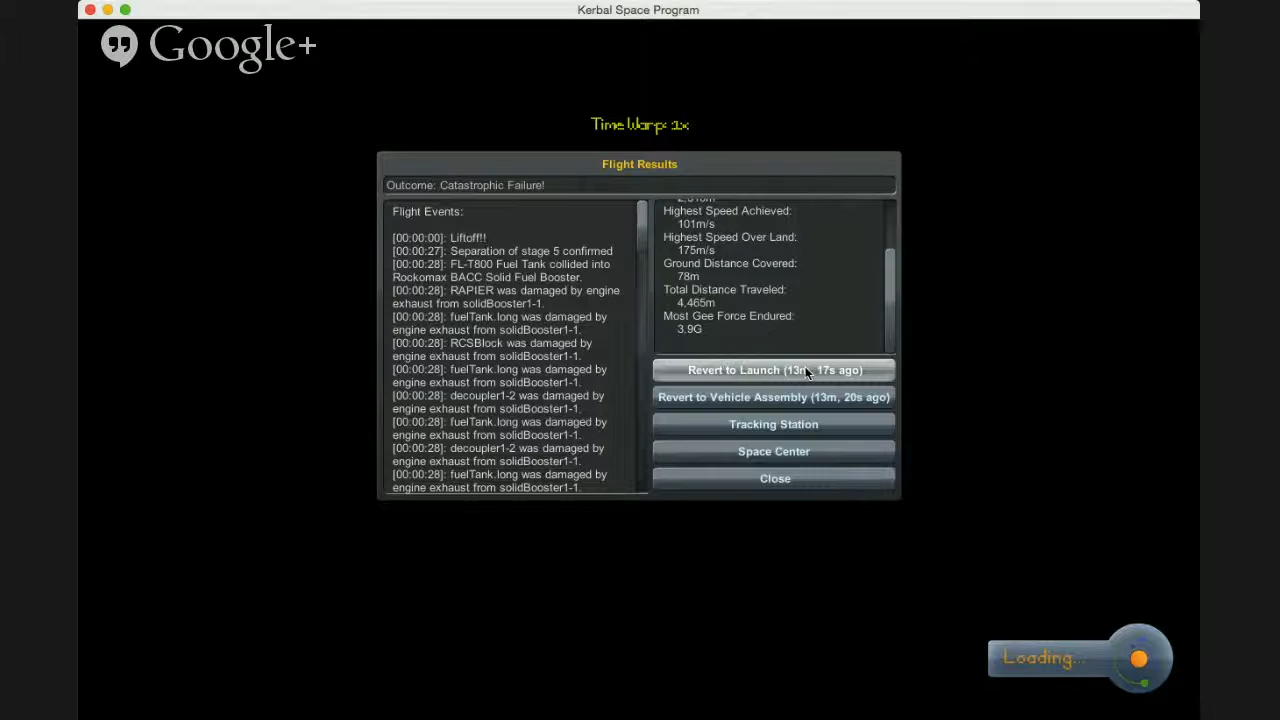 Kerbal Space Program
Google+
Time Warp: 1x
Flight Results
Outcome: Catastrophic Failure!
Flight Events:
[00:00:00]: Liftoff!!
[00:00:27]: Separation of stage 5 confirmed
[00:00:28]: FL-T800 Fuel Tank collided into
Rockomax BACC Solid Fuel Booster.
[00:00:28]: RAPIER was damaged by engine
exhaust from solidBooster1-1.
[00:00:28]: fuelTank.long was damaged by
engine exhaust from solidBooster1-1.
[00:00:28]: RCSBlock was damaged by
engine exhaust from solidBooster1-1.
[00:00:28]: fuelTank.long was damaged by
engine exhaust from solidBooster1-1.
[00:00:28]: decoupler1-2 was damaged by
engine exhaust from solidBooster1-1.
[00:00:28]: fuelTank.long was damaged by
engine exhaust from solidBooster1-1.
[00:00:28]: decoupler1-2 was damaged by
engine exhaust from solidBooster1-1.
[00:00:28]: fuelTank.long was damaged by
engine exhaust from solidBooster1-1.
Highest Speed Achieved:
101m/s
Highest Speed Over Land:
175m/s
Ground Distance Covered:
78m
Total Distance Traveled:
4,465m
Most Gee Force Endured:
3.9G
Revert to Launch (13m, 17s ago)
Revert to Vehicle Assembly (13m, 20s ago)
Tracking Station
Space Center
Close
Loading...